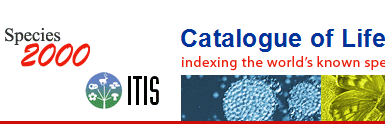 Species
2000
ITIS
Catalogue of Life
indexing the world's known spe